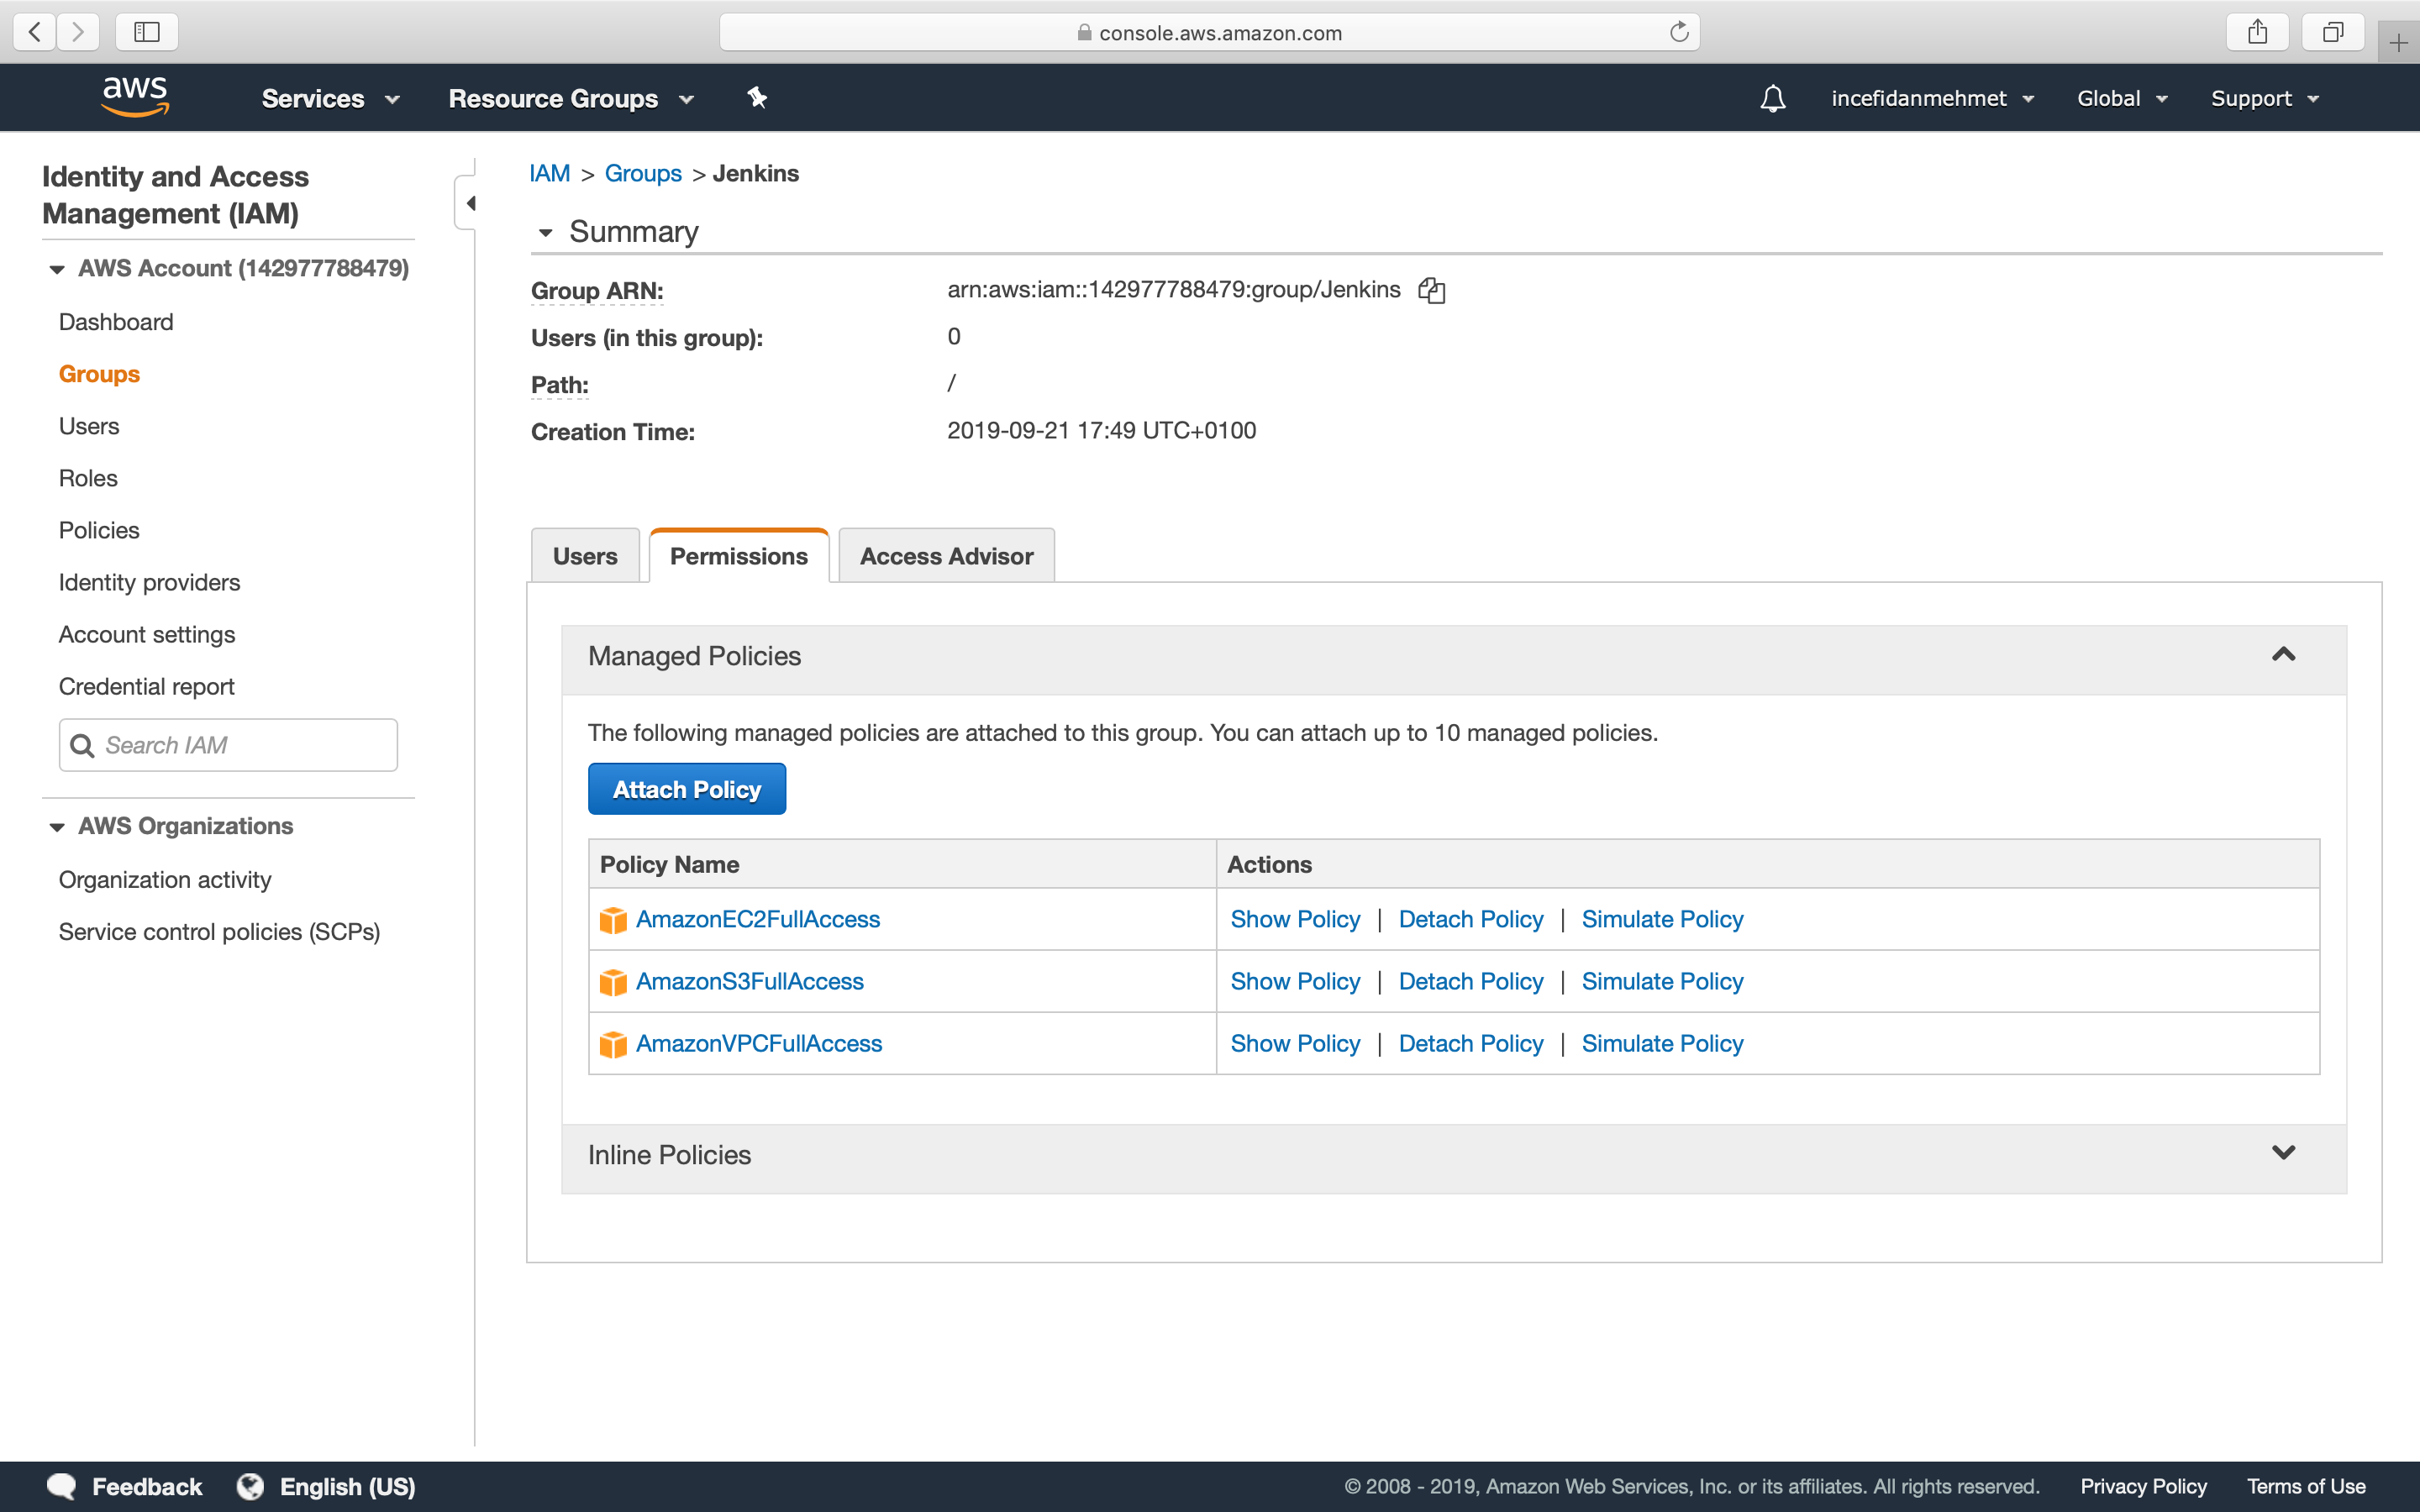 console.aws.amazon.com
aws Services Resource Groups incefidanmehmet Global Support
Identity and Access
Management (IAM)
AWS Account (142977788479)
Dashboard
Groups
Users
Roles
Policies
Identity providers
Account settings
Credential report
Search IAM
AWS Organizations
Organization activity
Service control policies (SCPs)
IAM > Groups > Jenkins
Summary
Group ARN: arn:aws:iam::142977788479:group/Jenkins
Users (in this group): 0
Path: /
Creation Time: 2019-09-21 17:49 UTC+0100
Users Permissions Access Advisor
Managed Policies
The following managed policies are attached to this group. You can attach up to 10 managed policies.
Attach Policy
Policy Name Actions
AmazonEC2FullAccess Show Policy | Detach Policy | Simulate Policy
AmazonS3FullAccess Show Policy | Detach Policy | Simulate Policy
AmazonVPCFullAccess Show Policy | Detach Policy | Simulate Policy
Inline Policies
Feedback English (US) © 2008 - 2019, Amazon Web Services, Inc. or its affiliates. All rights reserved. Privacy Policy Terms of Use